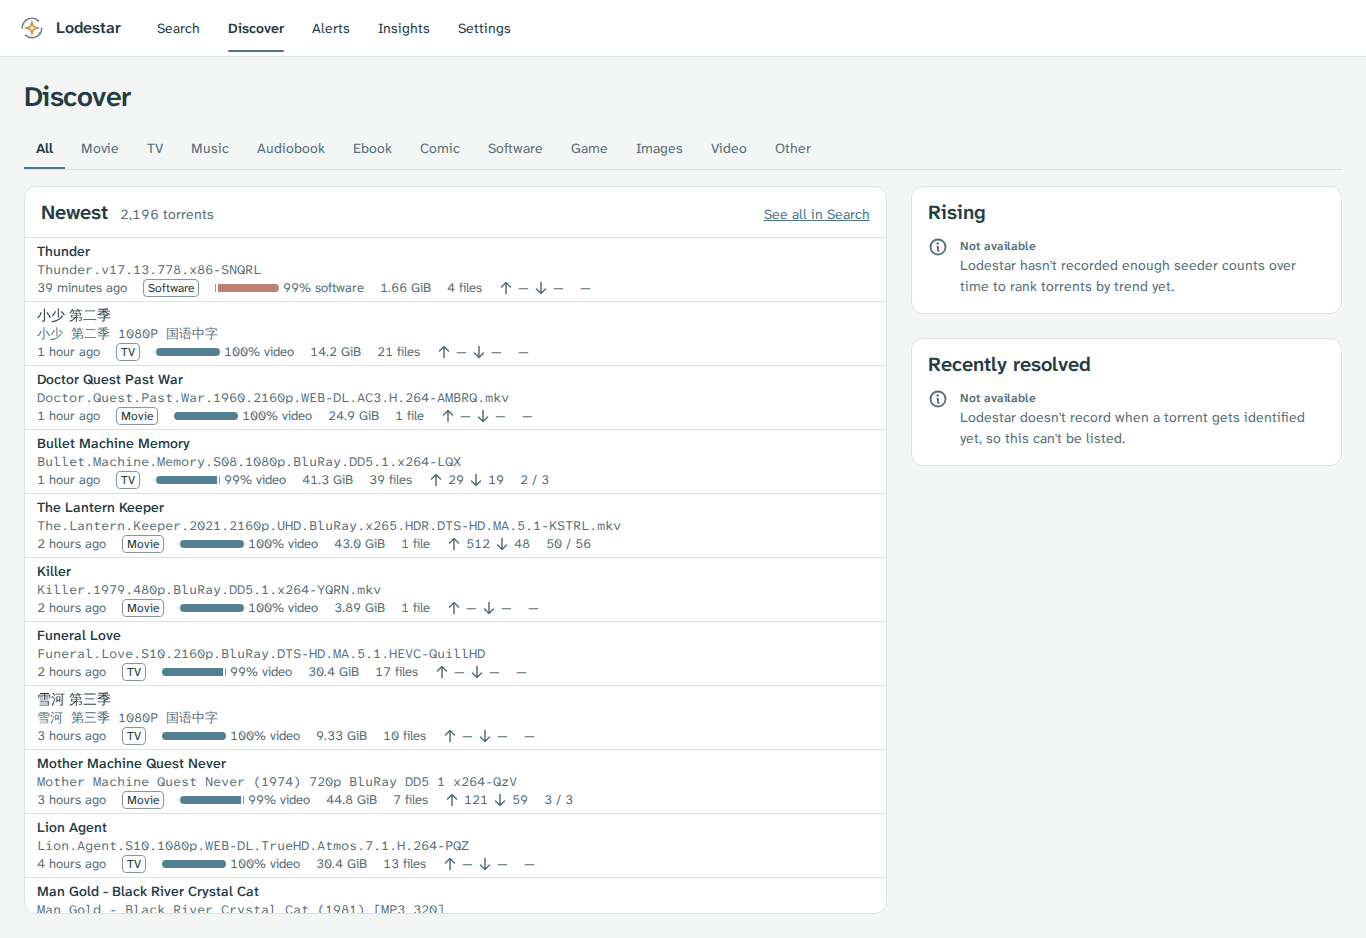 Lodestar
Search
Discover
Alerts
Insights
Settings
Discover
All
Movie
TV
Music
Audiobook
Ebook
Comic
Software
Game
Images
Video
Other
Newest 2,196 torrents
See all in Search
Thunder
Thunder.v17.13.778.x86-SNQRL
39 minutes ago Software 99% software 1.66 GiB 4 files ↑ — ↓ — —
小少 第二季
小少 第二季 1080P 国语中字
1 hour ago TV 100% video 14.2 GiB 21 files ↑ — ↓ — —
Doctor Quest Past War
Doctor.Quest.Past.War.1960.2160p.WEB-DL.AC3.H.264-AMBRQ.mkv
1 hour ago Movie 100% video 24.9 GiB 1 file ↑ — ↓ — —
Bullet Machine Memory
Bullet.Machine.Memory.S08.1080p.BluRay.DD5.1.x264-LQX
1 hour ago TV 99% video 41.3 GiB 39 files ↑ 29 ↓ 19 2 / 3
The Lantern Keeper
The.Lantern.Keeper.2021.2160p.UHD.BluRay.x265.HDR.DTS-HD.MA.5.1-KSTRL.mkv
2 hours ago Movie 100% video 43.0 GiB 1 file ↑ 512 ↓ 48 50 / 56
Killer
Killer.1979.480p.BluRay.DD5.1.x264-YQRN.mkv
2 hours ago Movie 100% video 3.89 GiB 1 file ↑ — ↓ — —
Funeral Love
Funeral.Love.S10.2160p.BluRay.DTS-HD.MA.5.1.HEVC-QuillHD
2 hours ago TV 99% video 30.4 GiB 17 files ↑ — ↓ — —
雪河 第三季
雪河 第三季 1080P 国语中字
3 hours ago TV 100% video 9.33 GiB 10 files ↑ — ↓ — —
Mother Machine Quest Never
Mother Machine Quest Never (1974) 720p BluRay DD5 1 x264-QzV
3 hours ago Movie 99% video 44.8 GiB 7 files ↑ 121 ↓ 59 3 / 3
Lion Agent
Lion.Agent.S10.1080p.WEB-DL.TrueHD.Atmos.7.1.H.264-PQZ
4 hours ago TV 100% video 30.4 GiB 13 files ↑ — ↓ — —
Man Gold - Black River Crystal Cat
Man Gold - Black River Crystal Cat (1981) [MP3 320]
Rising
Not available
Lodestar hasn't recorded enough seeder counts over
time to rank torrents by trend yet.
Recently resolved
Not available
Lodestar doesn't record when a torrent gets identified
yet, so this can't be listed.